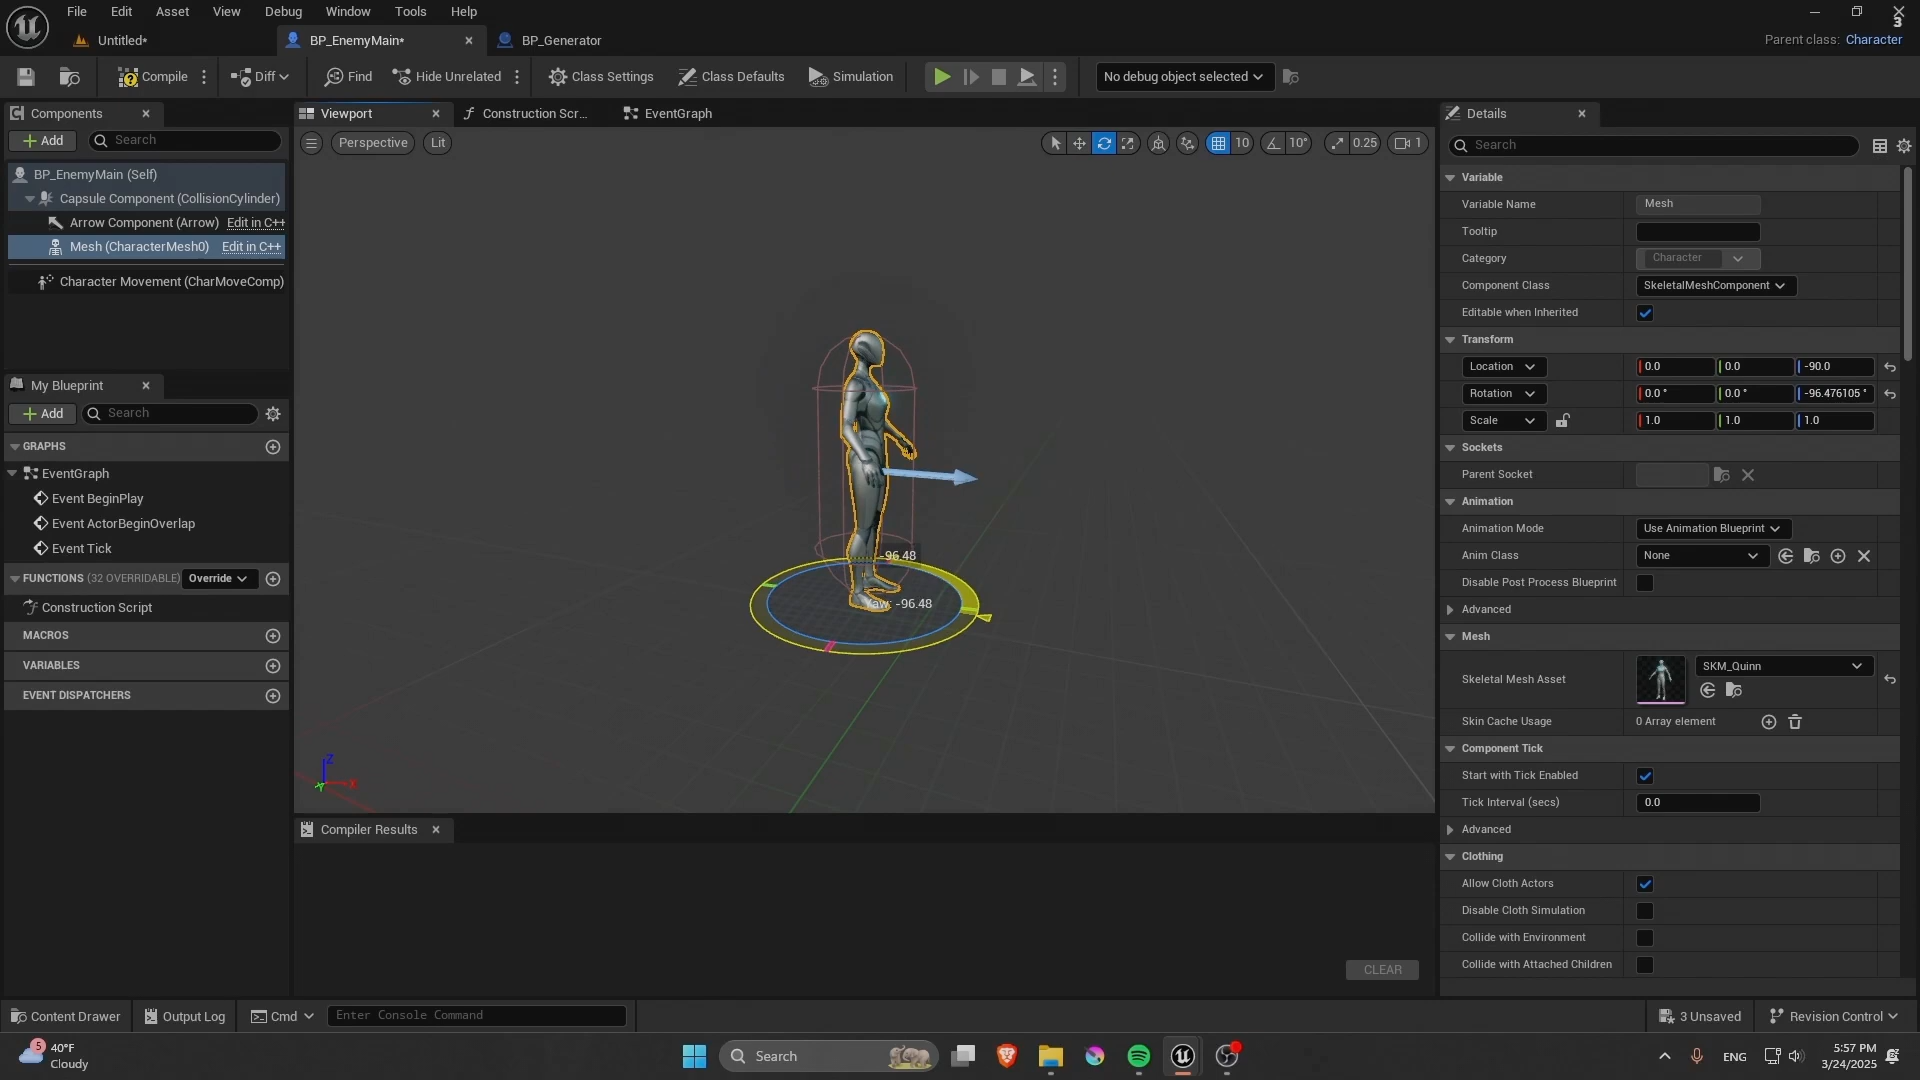 File Edit Asset View Debug Window Tools Help
3
Untitled* BP_EnemyMain* BP_Generator
Parent class: Character
Compile Diff Find Hide Unrelated Class Settings Class Defaults Simulation No debug object selected
Components
Viewport Construction Scr... EventGraph
Details
Add Search
Perspective Lit
10 10° 0.25 1
Search
BP_EnemyMain (Self)
Capsule Component (CollisionCylinder)
Arrow Component (Arrow) Edit in C++
Mesh (CharacterMesh0) Edit in C++
Character Movement (CharMoveComp)
My Blueprint
Add Search
GRAPHS
EventGraph
Event BeginPlay
Event ActorBeginOverlap
Event Tick
FUNCTIONS (32 OVERRIDABLE) Override
Construction Script
MACROS
VARIABLES
EVENT DISPATCHERS
-96.48
Yaw: -96.48
Z
X
Y
Compiler Results
CLEAR
Variable
Variable Name Mesh
Tooltip
Category Character
Component Class SkeletalMeshComponent
Editable when Inherited
Transform
Location 0.0 0.0 -90.0
Rotation 0.0 ° 0.0 ° -96.476105 °
Scale 1.0 1.0 1.0
Sockets
Parent Socket
Animation
Animation Mode Use Animation Blueprint
Anim Class None
Disable Post Process Blueprint
Advanced
Mesh
Skeletal Mesh Asset SKM_Quinn
Skin Cache Usage 0 Array element
Component Tick
Start with Tick Enabled
Tick Interval (secs) 0.0
Advanced
Clothing
Allow Cloth Actors
Disable Cloth Simulation
Collide with Environment
Collide with Attached Children
Content Drawer Output Log Cmd Enter Console Command 3 Unsaved Revision Control
5
40°F
Cloudy
Search
ENG
5:57 PM
3/24/2025